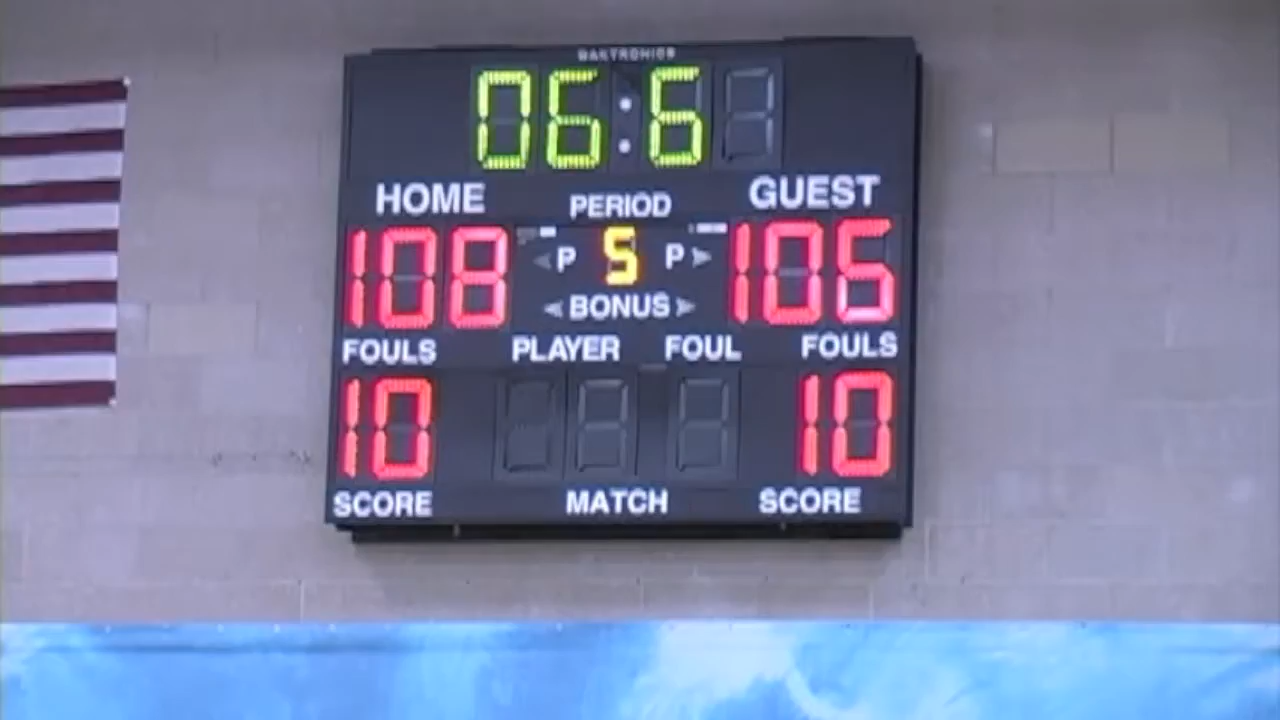 DAKTRONICS
06:6
HOME PERIOD GUEST
108 P 5 P 105
BONUS
FOULS PLAYER FOUL FOULS
10 10
SCORE MATCH SCORE